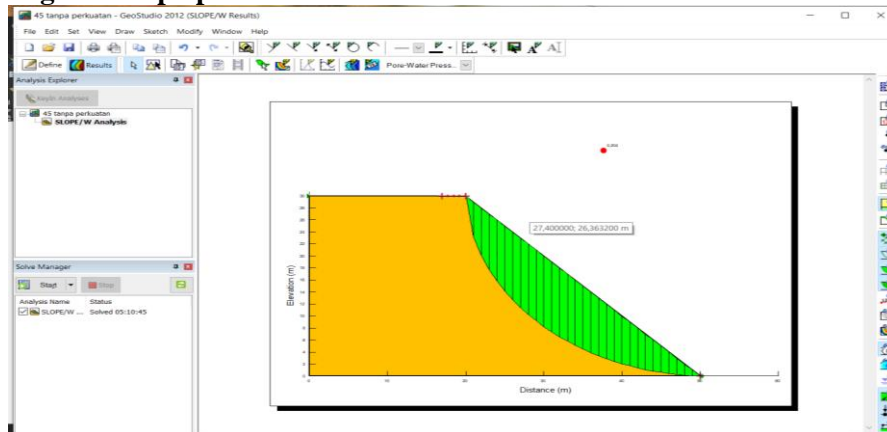 45 tanpa perkuatan - GeoStudio 2012 (SLOPE/W Results)
File Edit Set View Draw Sketch Modify Window Help
Define Results Pore-Water Press..
Analysis Explorer
KeyIn Analyses
45 tanpa perkuatan
SLOPE/W Analysis
27,400000; 26,363200 m
Solve Manager
Start Stop
Analysis Name Status
SLOPE/W ... Solved 05:10:45
Elevation (m)
Distance (m)